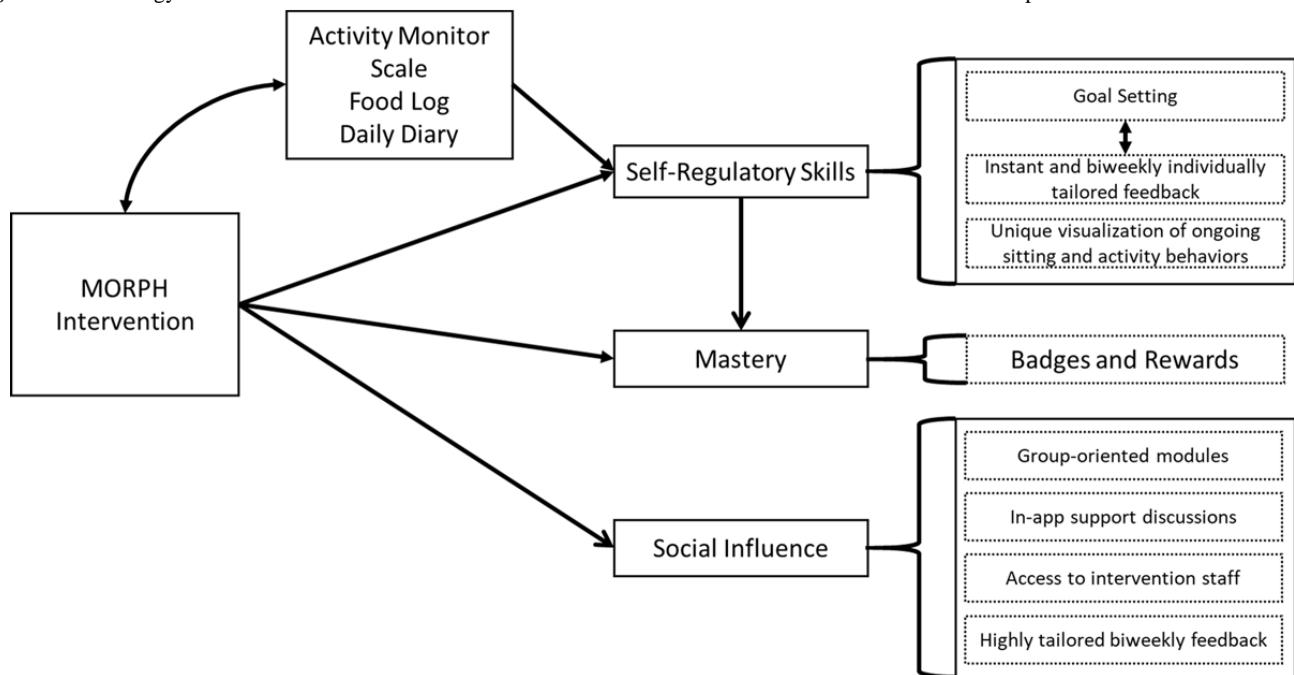 Activity Monitor
Scale
Food Log
Daily Diary
MORPH
Intervention
Self-Regulatory Skills
Mastery
Social Influence
Goal Setting
Instant and biweekly individually
tailored feedback
Unique visualization of ongoing
sitting and activity behaviors
Badges and Rewards
Group-oriented modules
In-app support discussions
Access to intervention staff
Highly tailored biweekly feedback